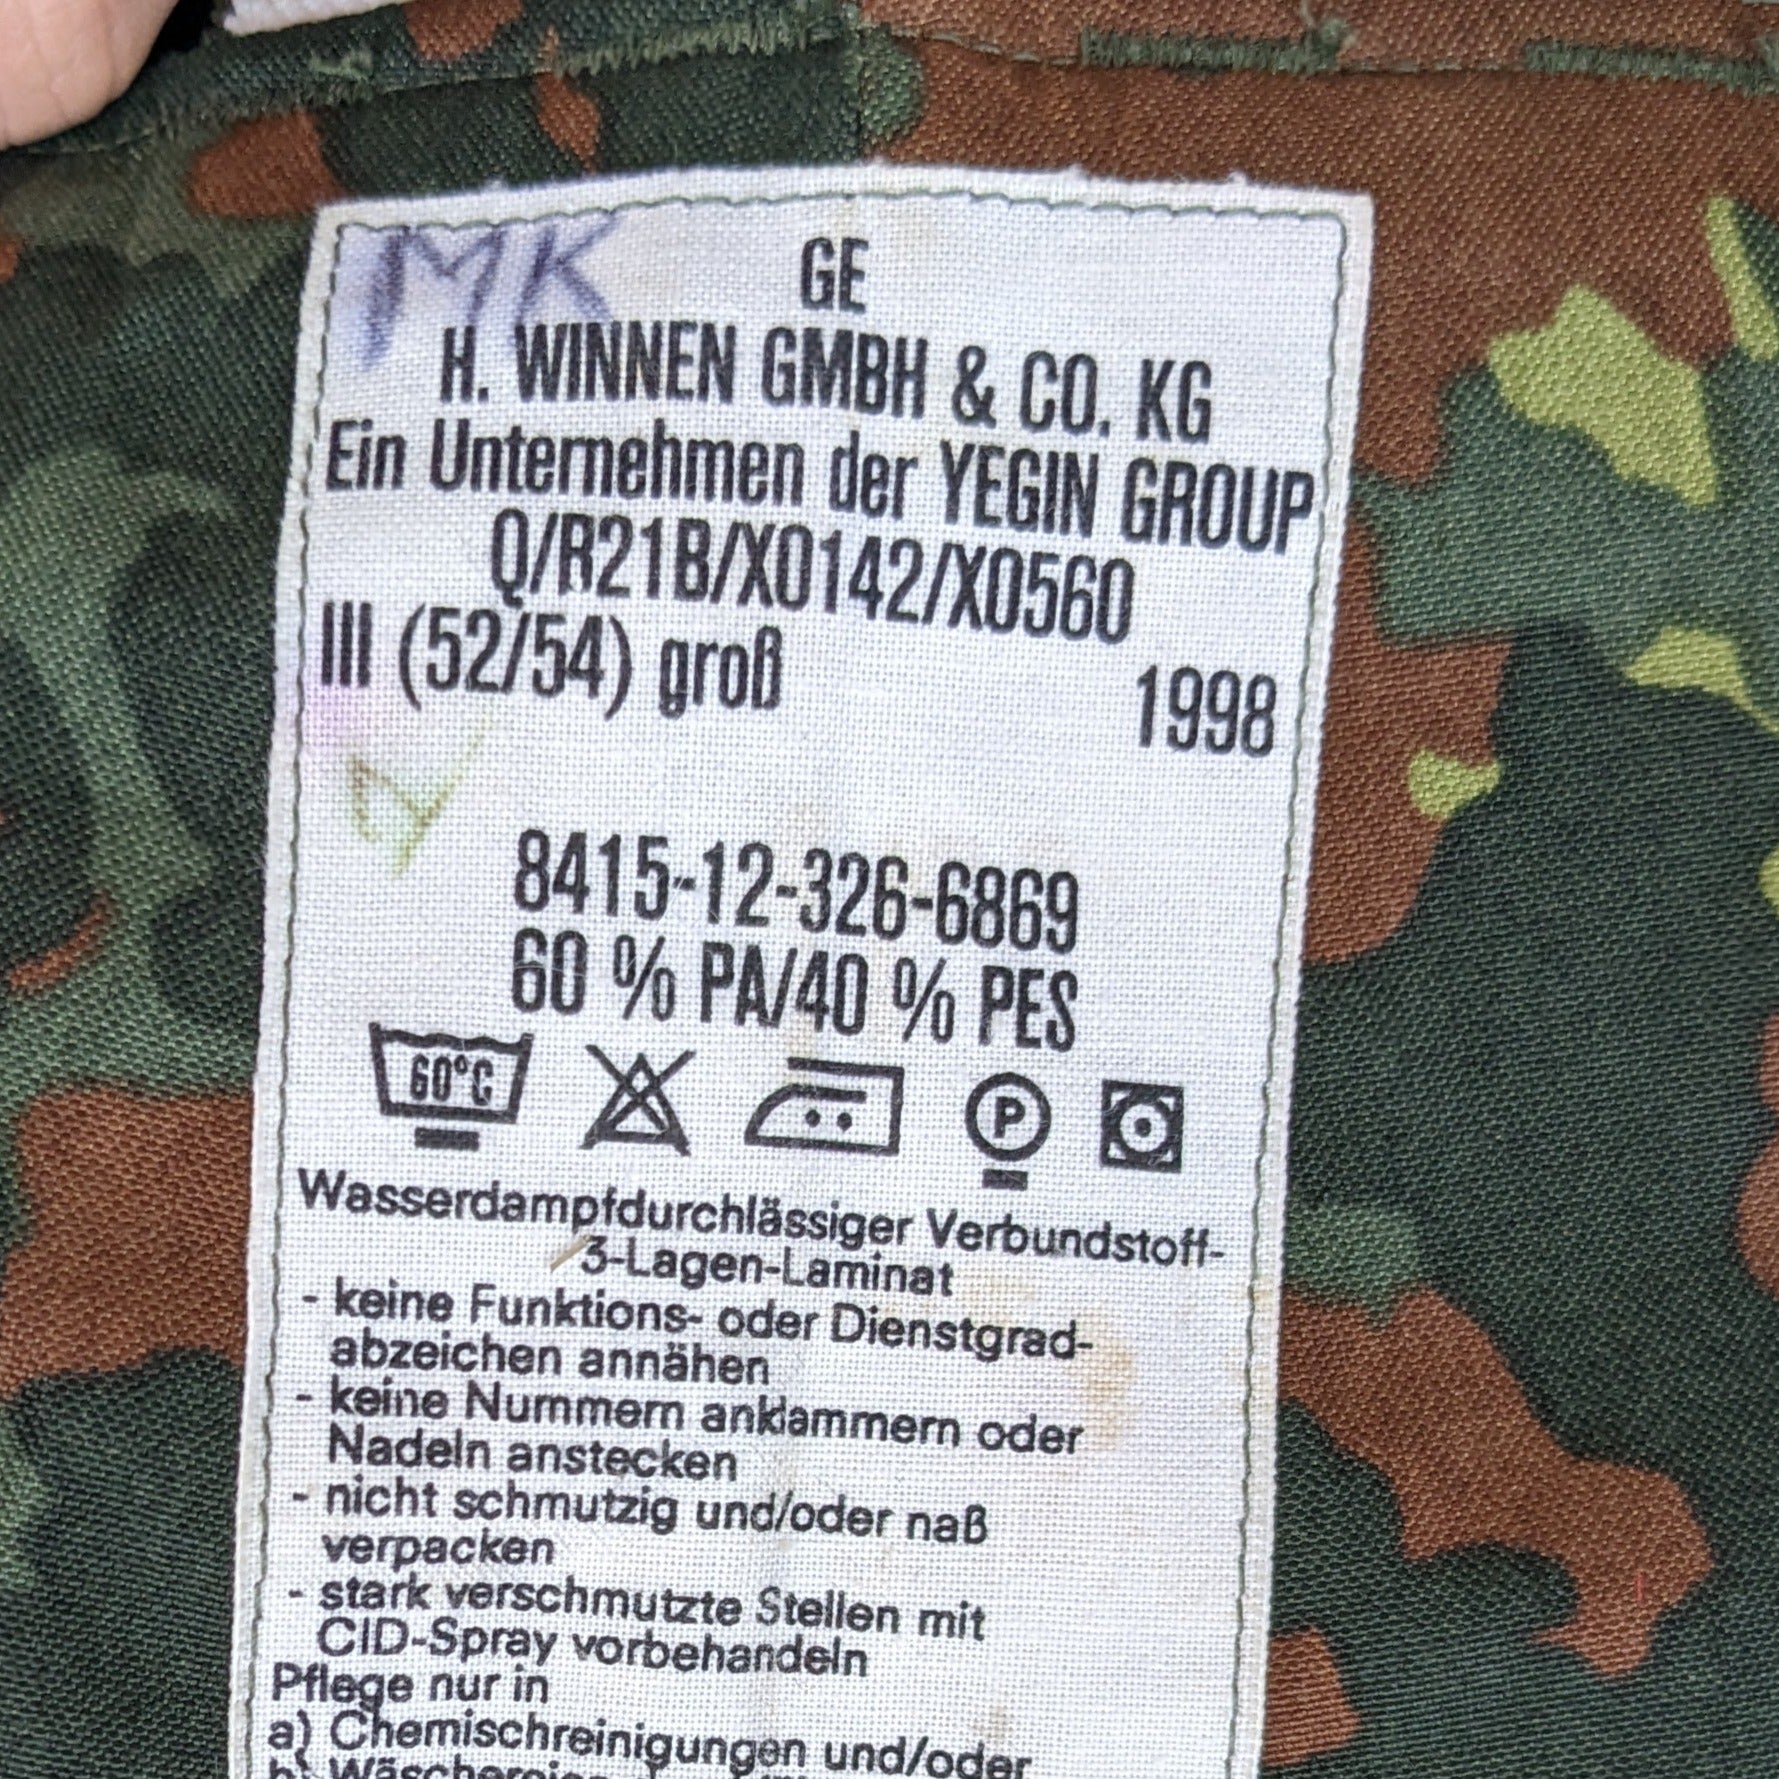 MK
GE
H. WINNEN GMBH & CO. KG
Ein Unternehmen der YEGIN GROUP
Q/R21B/X0142/X0560
III (52/54) groß 1998
8415-12-326-6869
60 % PA/40 % PES
60°C P
Wasserdampfdurchlässiger Verbundstoff-
3-Lagen-Laminat
- keine Funktions- oder Dienstgrad-
abzeichen annähen
- keine Nummern anklammern oder
Nadeln anstecken
- nicht schmutzig und/oder naß
verpacken
- stark verschmutzte Stellen mit
CID-Spray vorbehandeln
Pflege nur in
a) Chemischreinigungen und/oder